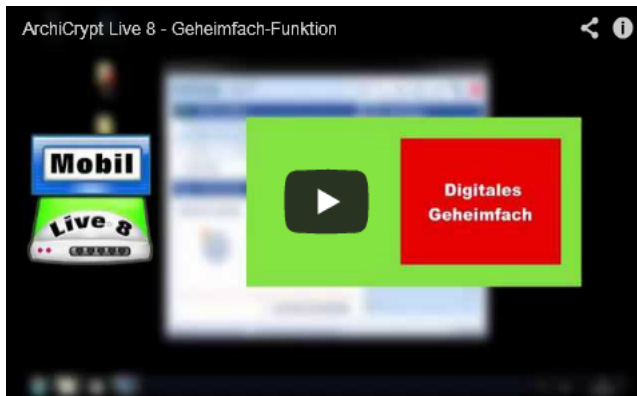 ArchiCrypt Live 8 - Geheimfach-Funktion
Mobil
Live 8
Digitales
Geheimfach